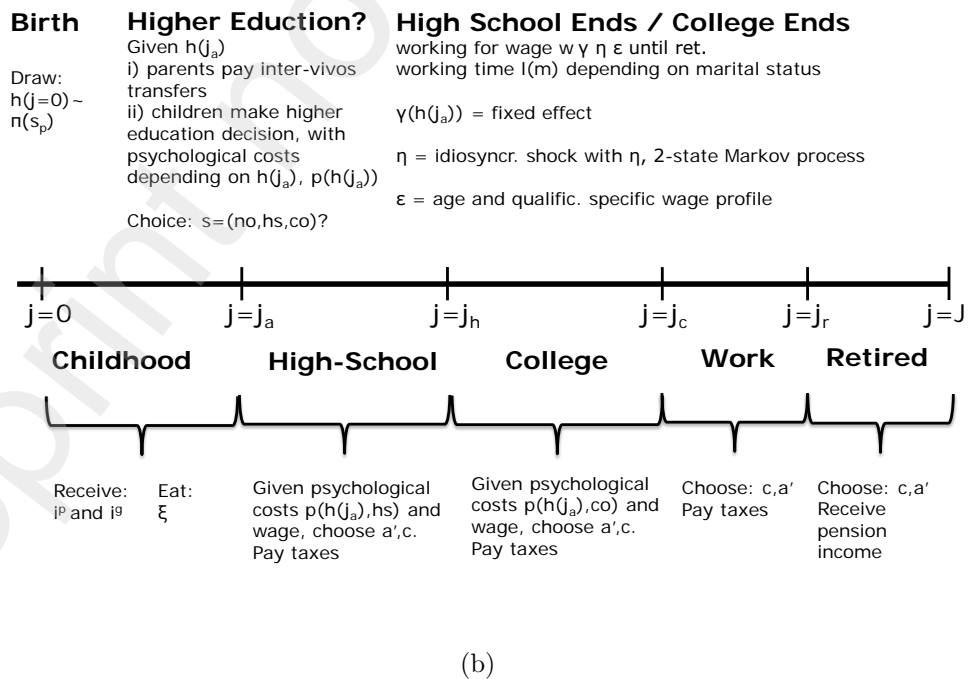 Birth
Draw:
h(j=0) ~
π(s_p)
Higher Eduction?
Given h(j_a)
i) parents pay inter-vivos
transfers
ii) children make higher
education decision, with
psychological costs
depending on h(j_a), p(h(j_a))
Choice: s=(no,hs,co)?
High School Ends / College Ends
working for wage w γ η ε until ret.
working time l(m) depending on marital status
γ(h(j_a)) = fixed effect
η = idiosyncr. shock with η, 2-state Markov process
ε = age and qualific. specific wage profile
j=0 j=j_a j=j_h j=j_c j=j_r j=J
Childhood High-School College Work Retired
Receive:
i^p and i^g
Eat:
ξ
Given psychological
costs p(h(j_a),hs) and
wage, choose a',c.
Pay taxes
Given psychological
costs p(h(j_a),co) and
wage, choose a',c.
Pay taxes
Choose: c,a'
Pay taxes
Choose: c,a'
Receive
pension
income
(b)